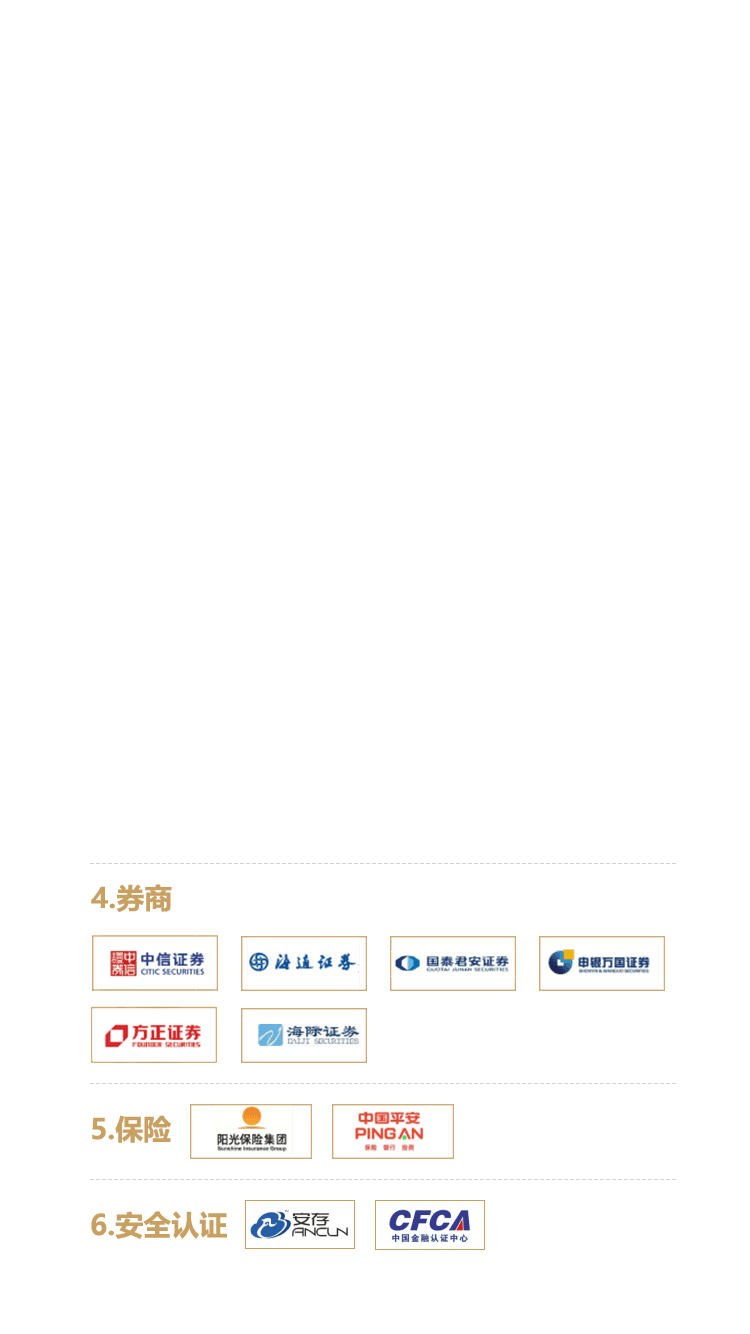 4.券商
中信证券
CITIC SECURITIES
海通证券
国泰君安证券
GUOTAI JUNAN SECURITIES
申银万国证券
SHENYIN & WANGUO SECURITIES
方正证券
FOUNDER SECURITIES
海际证券
HAIJI SECURITIES
5.保险
阳光保险集团
Sunshine Insurance Group
中国平安
PINGAN
保险 银行 投资
6.安全认证
安存
ANCUN
CFCA
中国金融认证中心